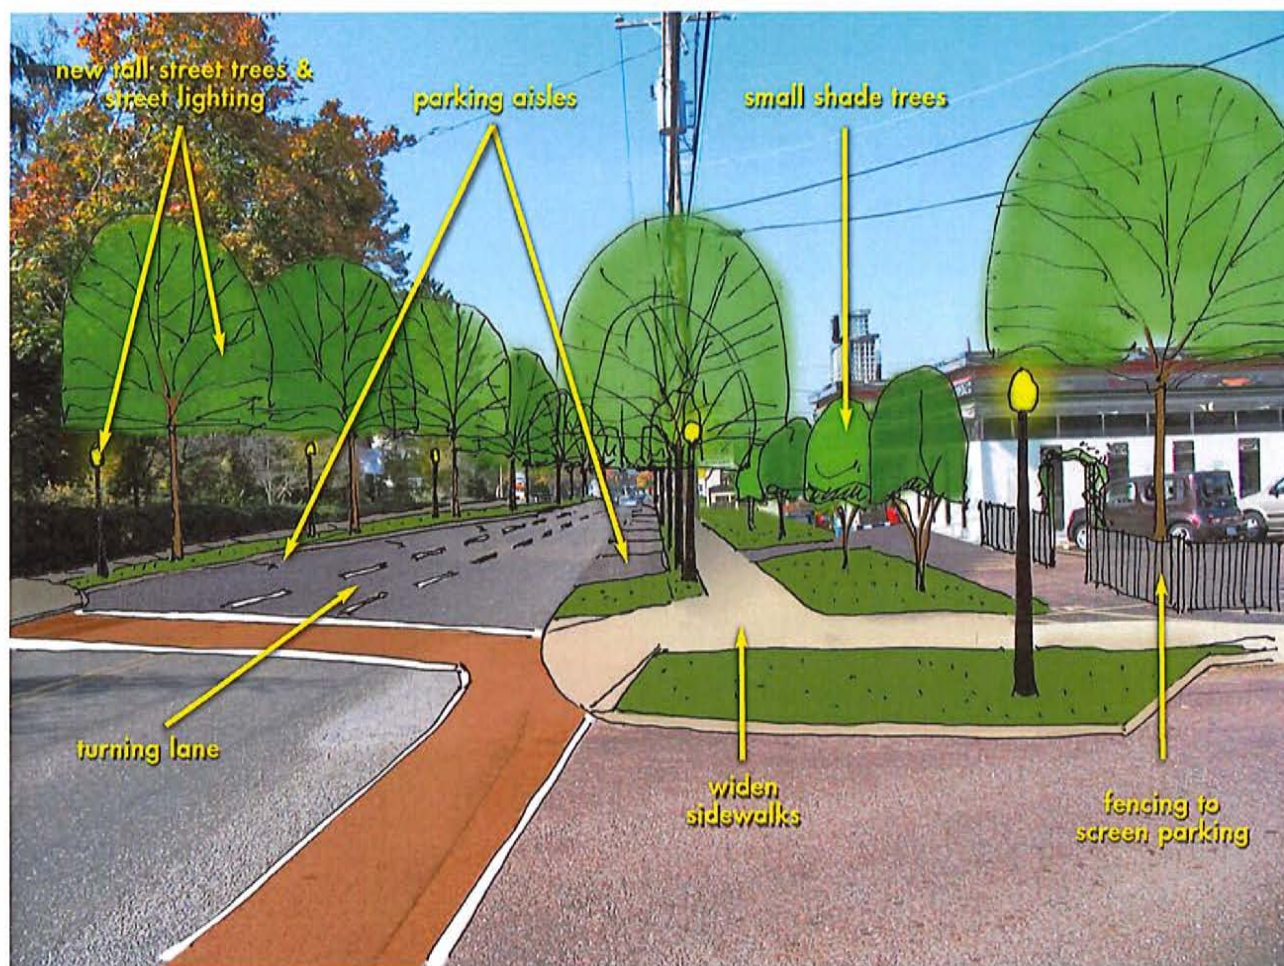 new tall street trees &
street lighting
parking aisles
small shade trees
turning lane
widen
sidewalks
fencing to
screen parking